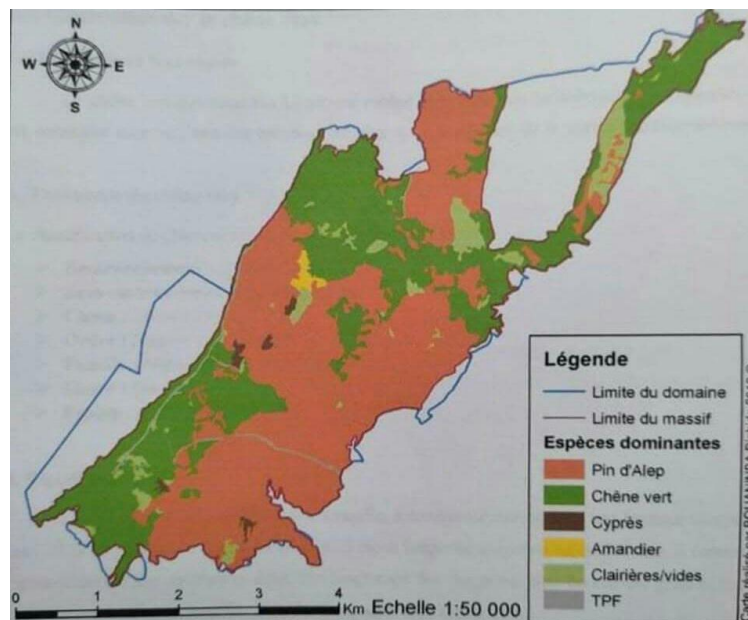 N
W E
S
Légende
Limite du domaine
Limite du massif
Espèces dominantes
Pin d'Alep
Chêne vert
Cyprès
Amandier
Clairières/vides
TPF
0 1 2 3 4
Km Echelle 1:50 000